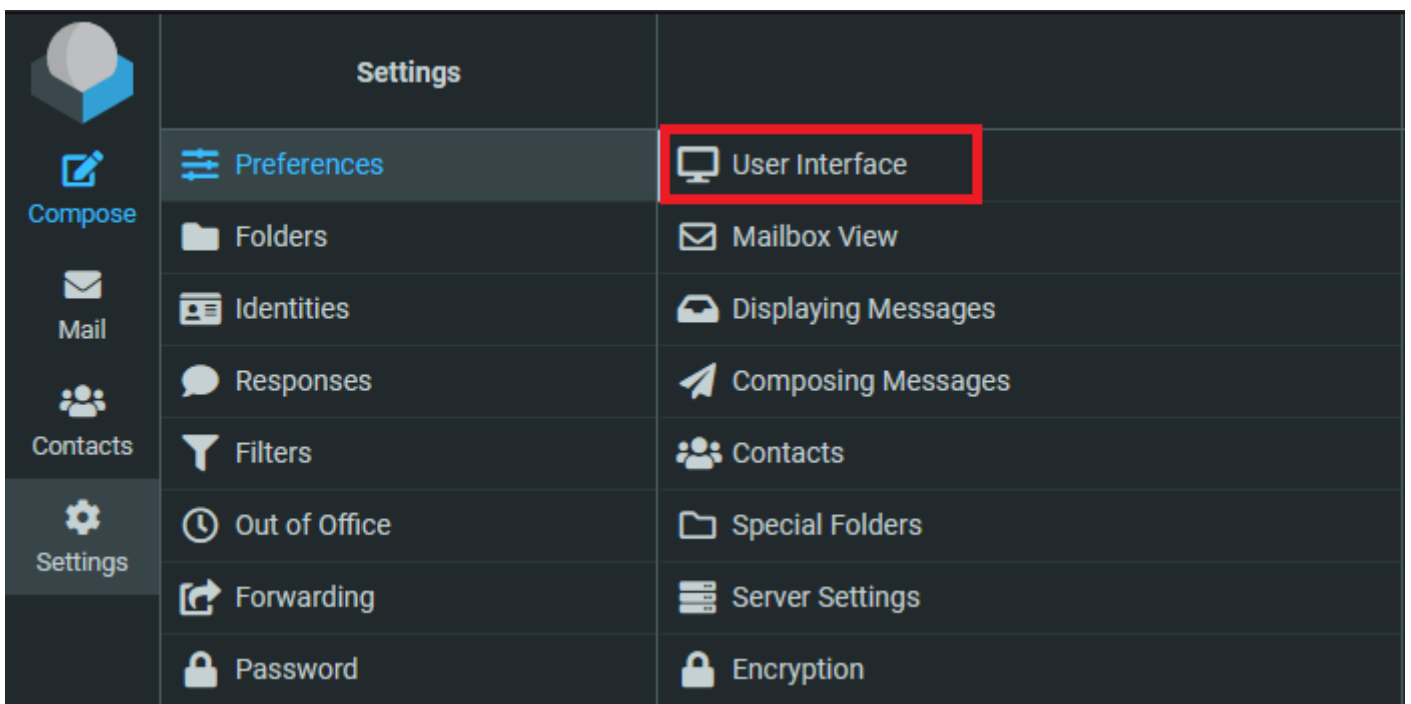 Settings
Compose
Mail
Contacts
Settings
Preferences
Folders
Identities
Responses
Filters
Out of Office
Forwarding
Password
User Interface
Mailbox View
Displaying Messages
Composing Messages
Contacts
Special Folders
Server Settings
Encryption